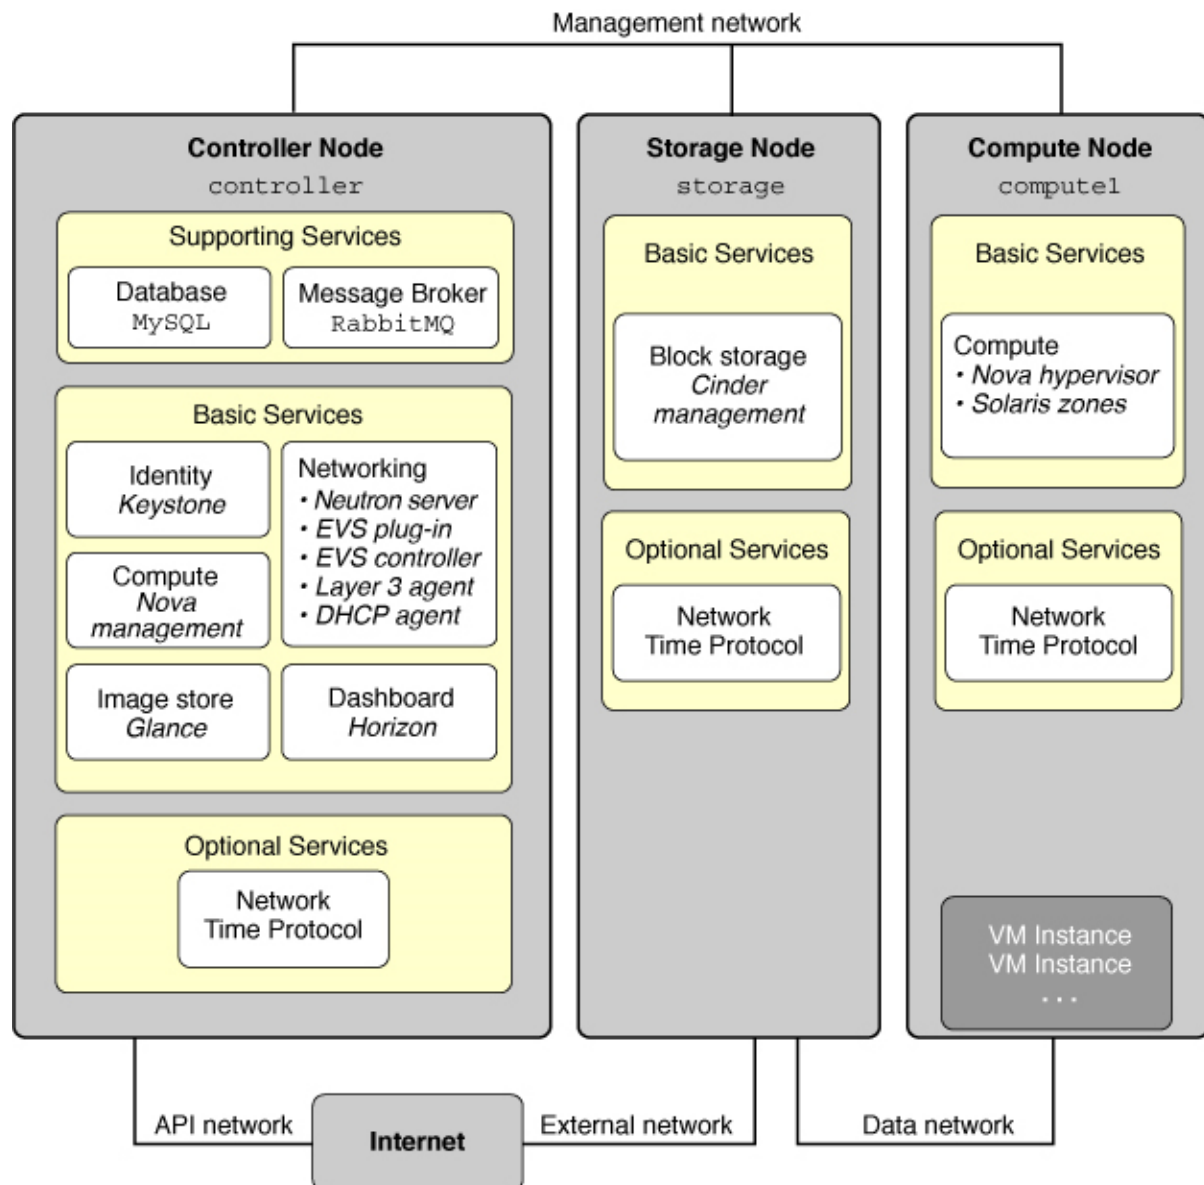 Management network
Controller Node
controller
Supporting Services
Database
MySQL
Message Broker
RabbitMQ
Basic Services
Identity
Keystone
Networking
• Neutron server
• EVS plug-in
• EVS controller
• Layer 3 agent
• DHCP agent
Compute
Nova
management
Image store
Glance
Dashboard
Horizon
Optional Services
Network
Time Protocol
Storage Node
storage
Basic Services
Block storage
Cinder
management
Optional Services
Network
Time Protocol
Compute Node
compute1
Basic Services
Compute
• Nova hypervisor
• Solaris zones
Optional Services
Network
Time Protocol
VM Instance
VM Instance
. . .
API network
Internet
External network
Data network